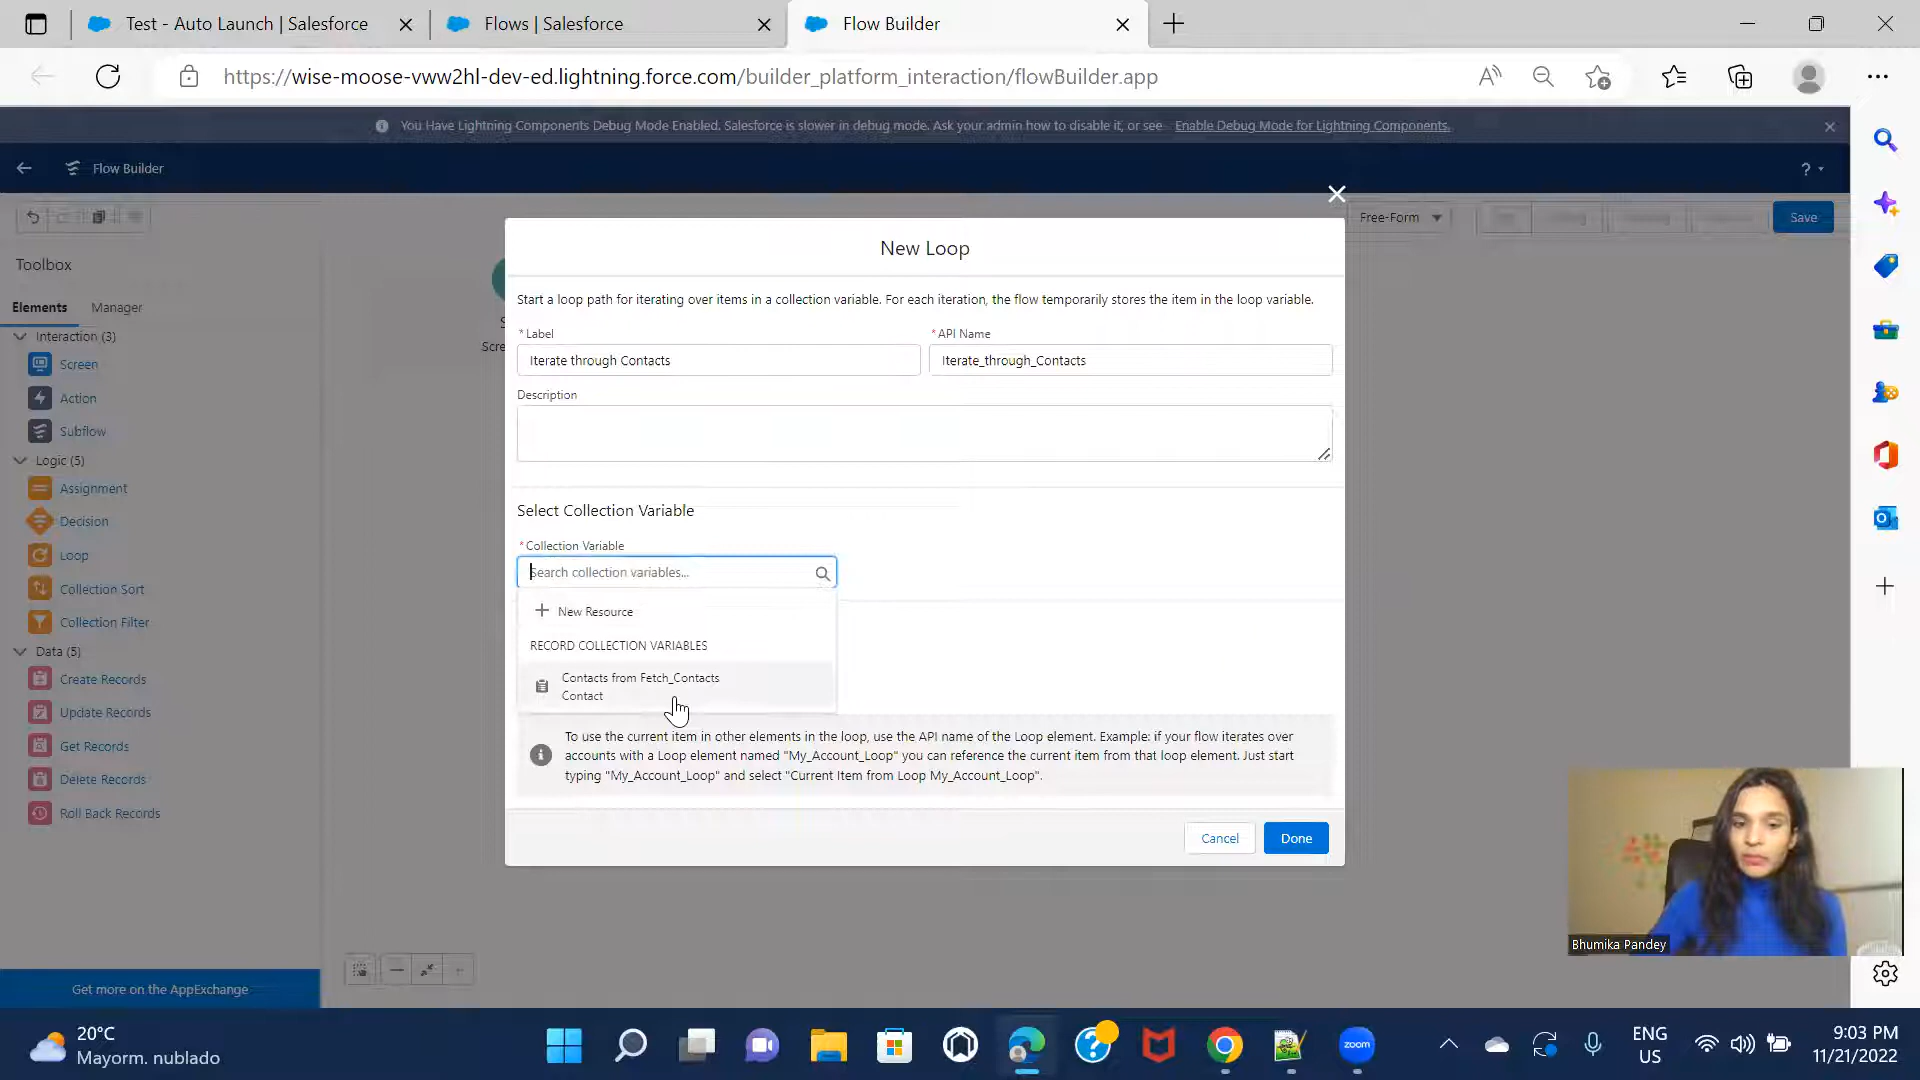 Test - Auto Launch | Salesforce
Flows | Salesforce
Flow Builder
https://wise-moose-vww2hl-dev-ed.lightning.force.com/builder_platform_interaction/flowBuilder.app
You Have Lightning Components Debug Mode Enabled. Salesforce is slower in debug mode. Ask your admin how to disable it, or see Enable Debug Mode for Lightning Components.
Flow Builder
?
Free-Form
Save
Toolbox
Elements
Manager
Interaction (3)
Screen
Action
Subflow
Logic (5)
Assignment
Decision
Loop
Collection Sort
Collection Filter
Data (5)
Create Records
Update Records
Get Records
Delete Records
Roll Back Records
Get more on the AppExchange
New Loop
Start a loop path for iterating over items in a collection variable. For each iteration, the flow temporarily stores the item in the loop variable.
* Label
* API Name
Iterate through Contacts
Iterate_through_Contacts
Description
Select Collection Variable
* Collection Variable
Search collection variables...
New Resource
RECORD COLLECTION VARIABLES
Contacts from Fetch_Contacts
Contact
To use the current item in other elements in the loop, use the API name of the Loop element. Example: if your flow iterates over
accounts with a Loop element named "My_Account_Loop" you can reference the current item from that loop element. Just start
typing "My_Account_Loop" and select "Current Item from Loop My_Account_Loop".
Cancel
Done
Bhumika Pandey
20°C
Mayorm. nublado
zoom
ENG
US
9:03 PM
11/21/2022